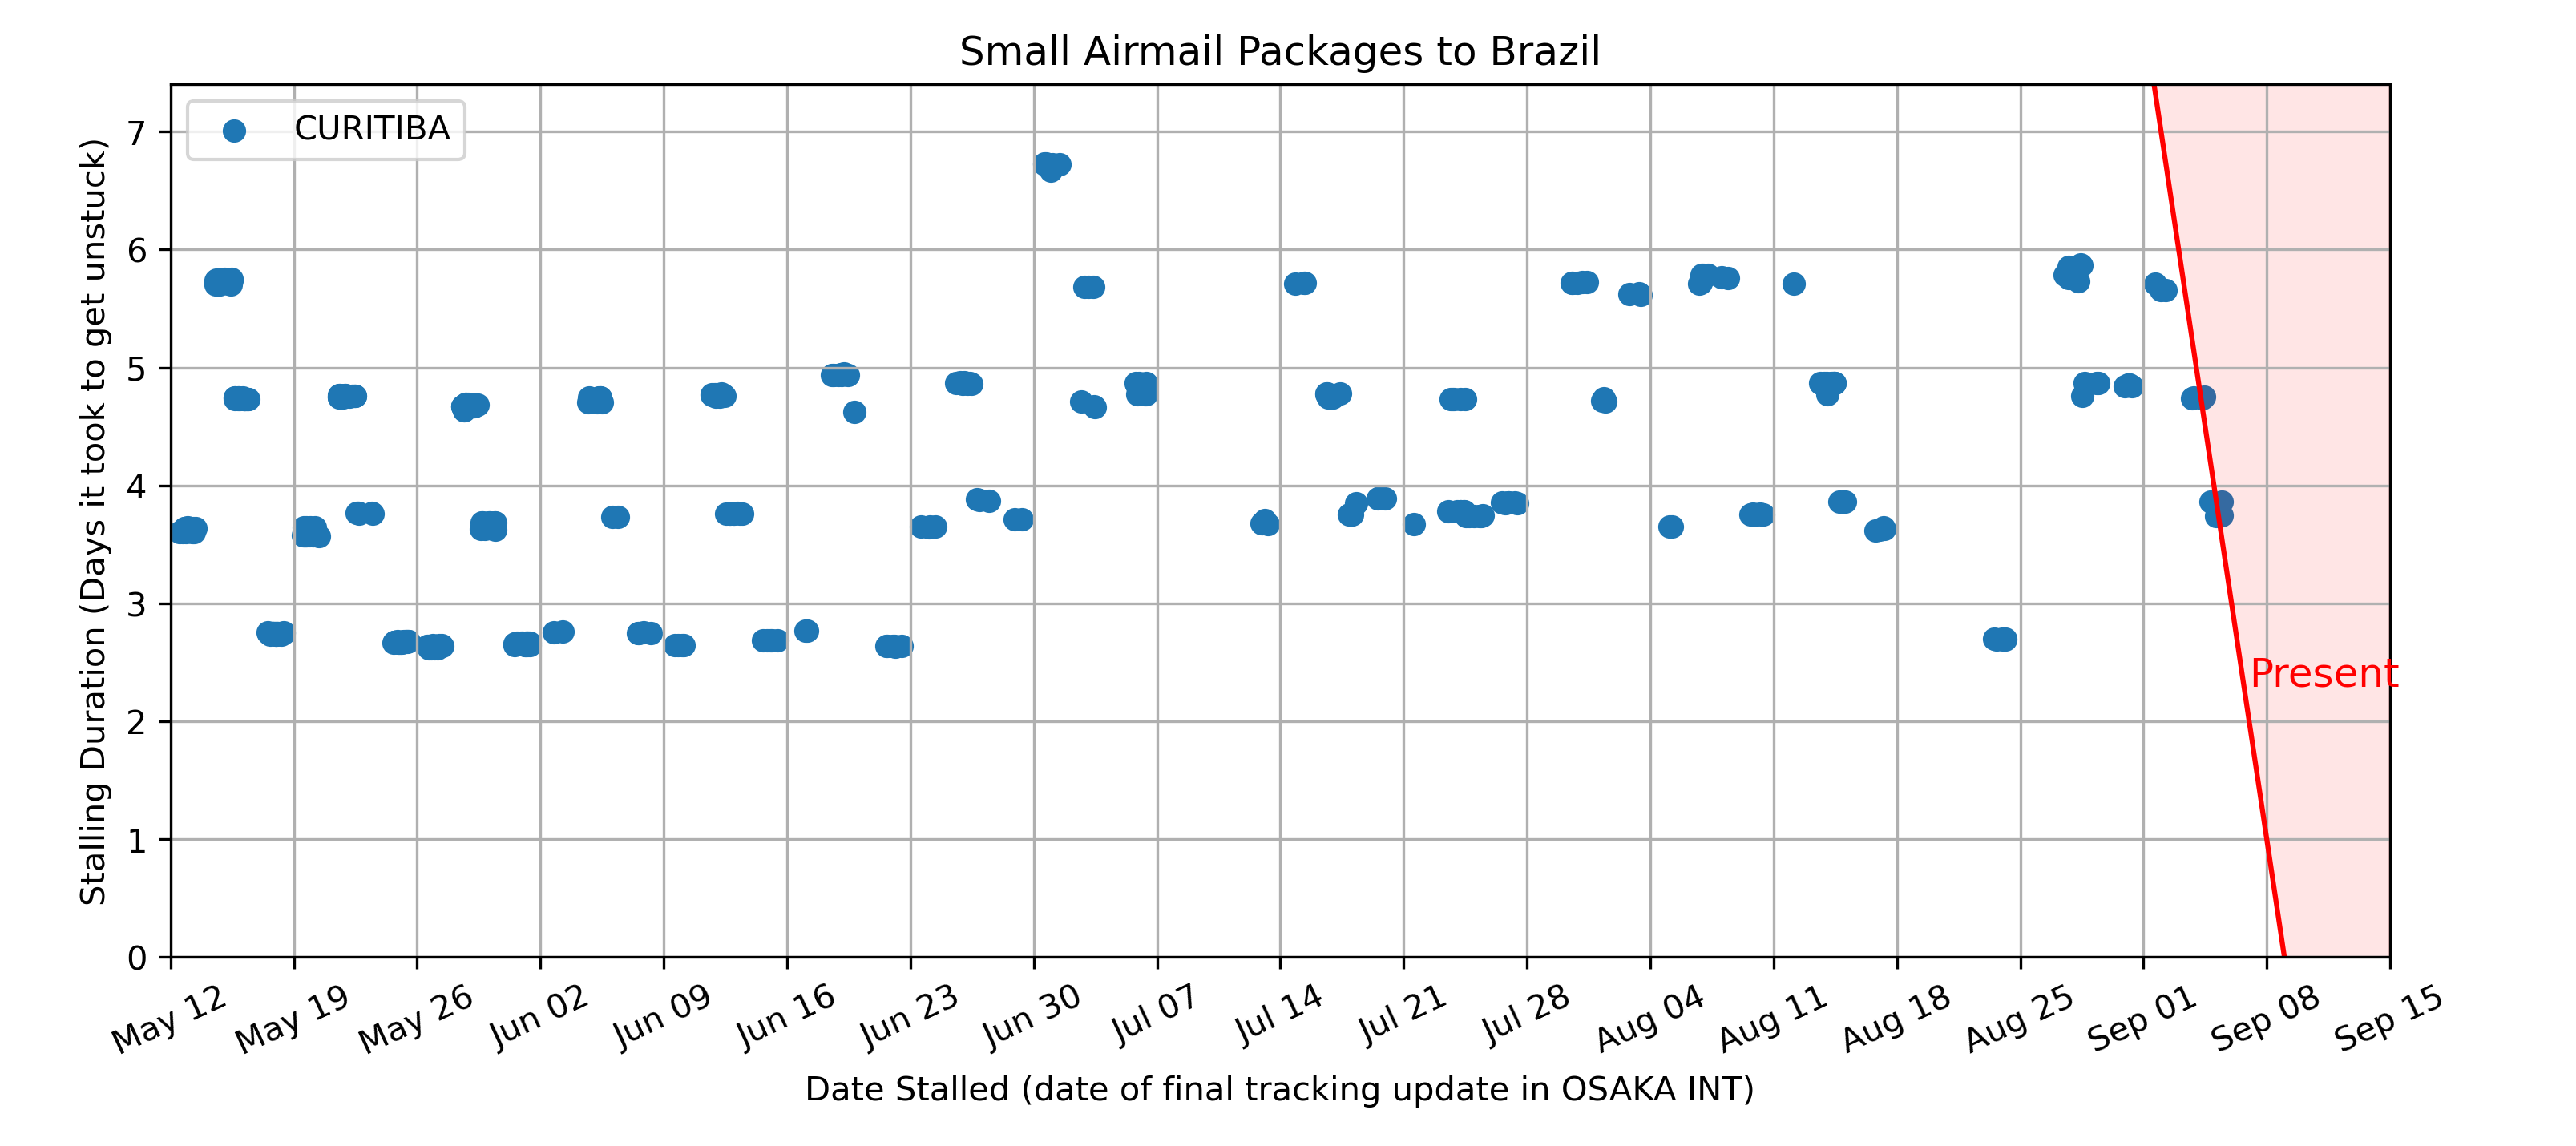 Small Airmail Packages to Brazil
CURITIBA
Stalling Duration (Days it took to get unstuck)
7
6
5
4
3
2
1
0
Present
May 12
May 19
May 26
Jun 02
Jun 09
Jun 16
Jun 23
Jun 30
Jul 07
Jul 14
Jul 21
Jul 28
Aug 04
Aug 11
Aug 18
Aug 25
Sep 01
Sep 08
Sep 15
Date Stalled (date of final tracking update in OSAKA INT)